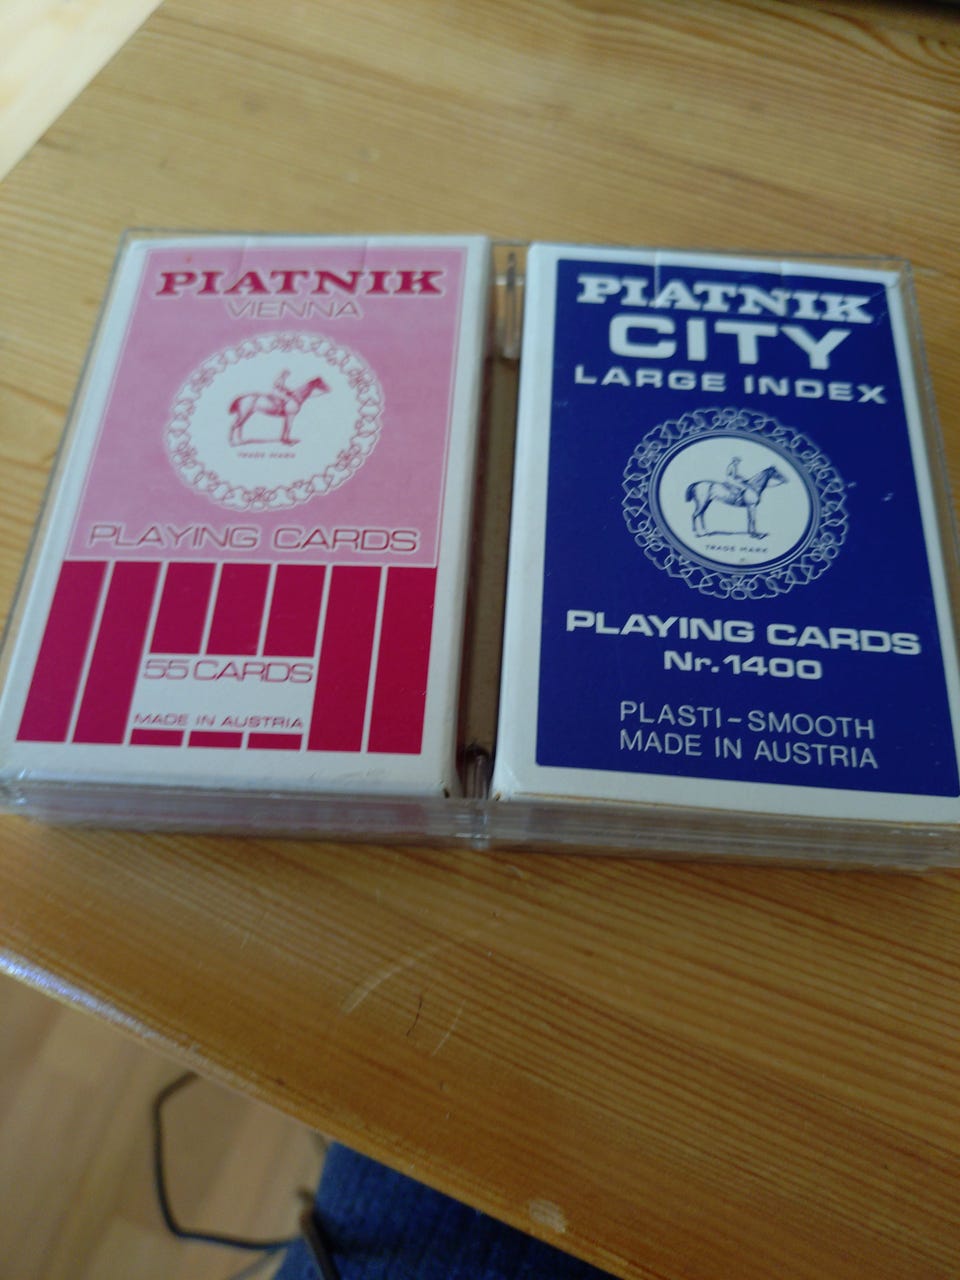 PIATNIK
VIENNA
TRADE MARK
PLAYING CARDS
55 CARDS
MADE IN AUSTRIA
PIATNIK
CITY
LARGE INDEX
TRADE MARK
PLAYING CARDS
Nr. 1400
PLASTI-SMOOTH
MADE IN AUSTRIA